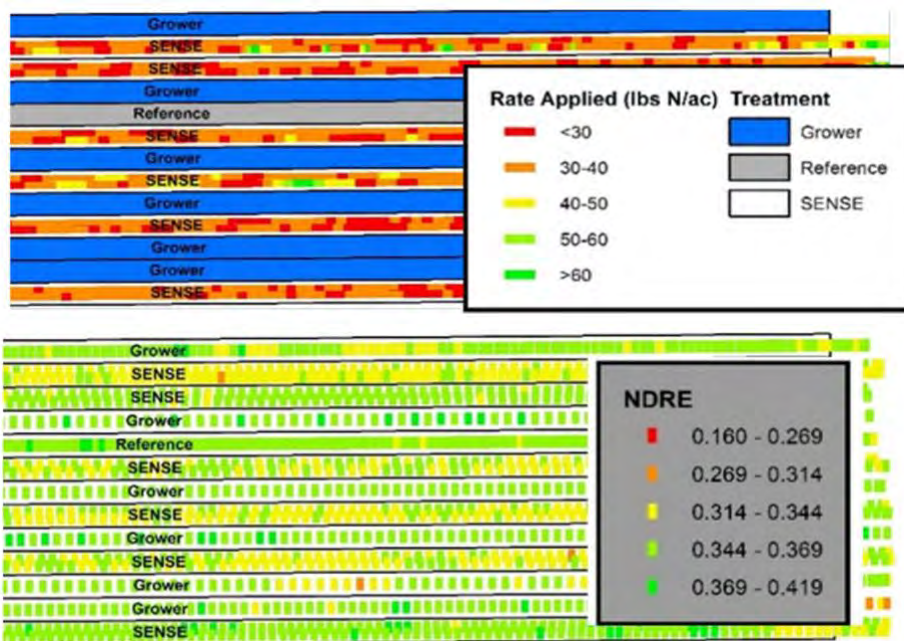 Grower
SENSE
SENSE
Grower
Reference
SENSE
Grower
SENSE
Grower
SENSE
Grower
Grower
SENSE
Rate Applied (lbs N/ac) Treatment
<30 Grower
30-40 Reference
40-50 SENSE
50-60
>60
Grower
SENSE
SENSE
Grower
Reference
SENSE
Grower
SENSE
Grower
SENSE
Grower
Grower
SENSE
NDRE
0.160 - 0.269
0.269 - 0.314
0.314 - 0.344
0.344 - 0.369
0.369 - 0.419